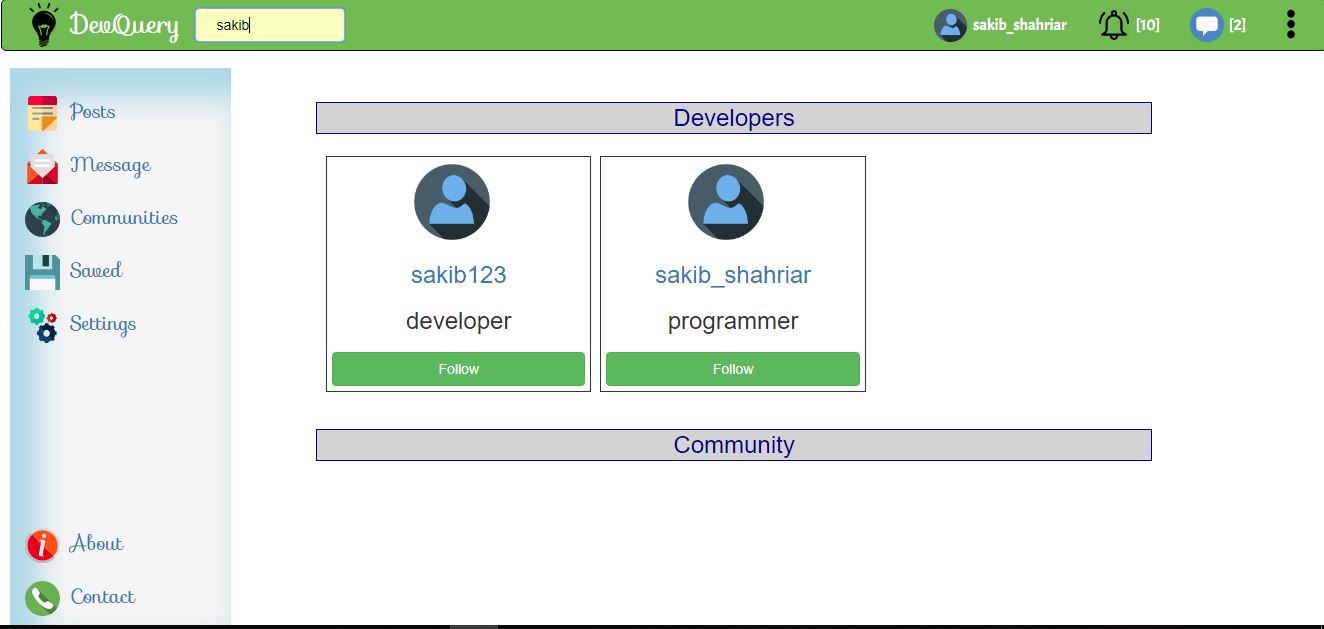 DevQuery sakib sakib_shahriar [10] [2]
Posts
Message
Communities
Saved
Settings
About
Contact
Developers
sakib123 sakib_shahriar
developer programmer
Follow Follow
Community